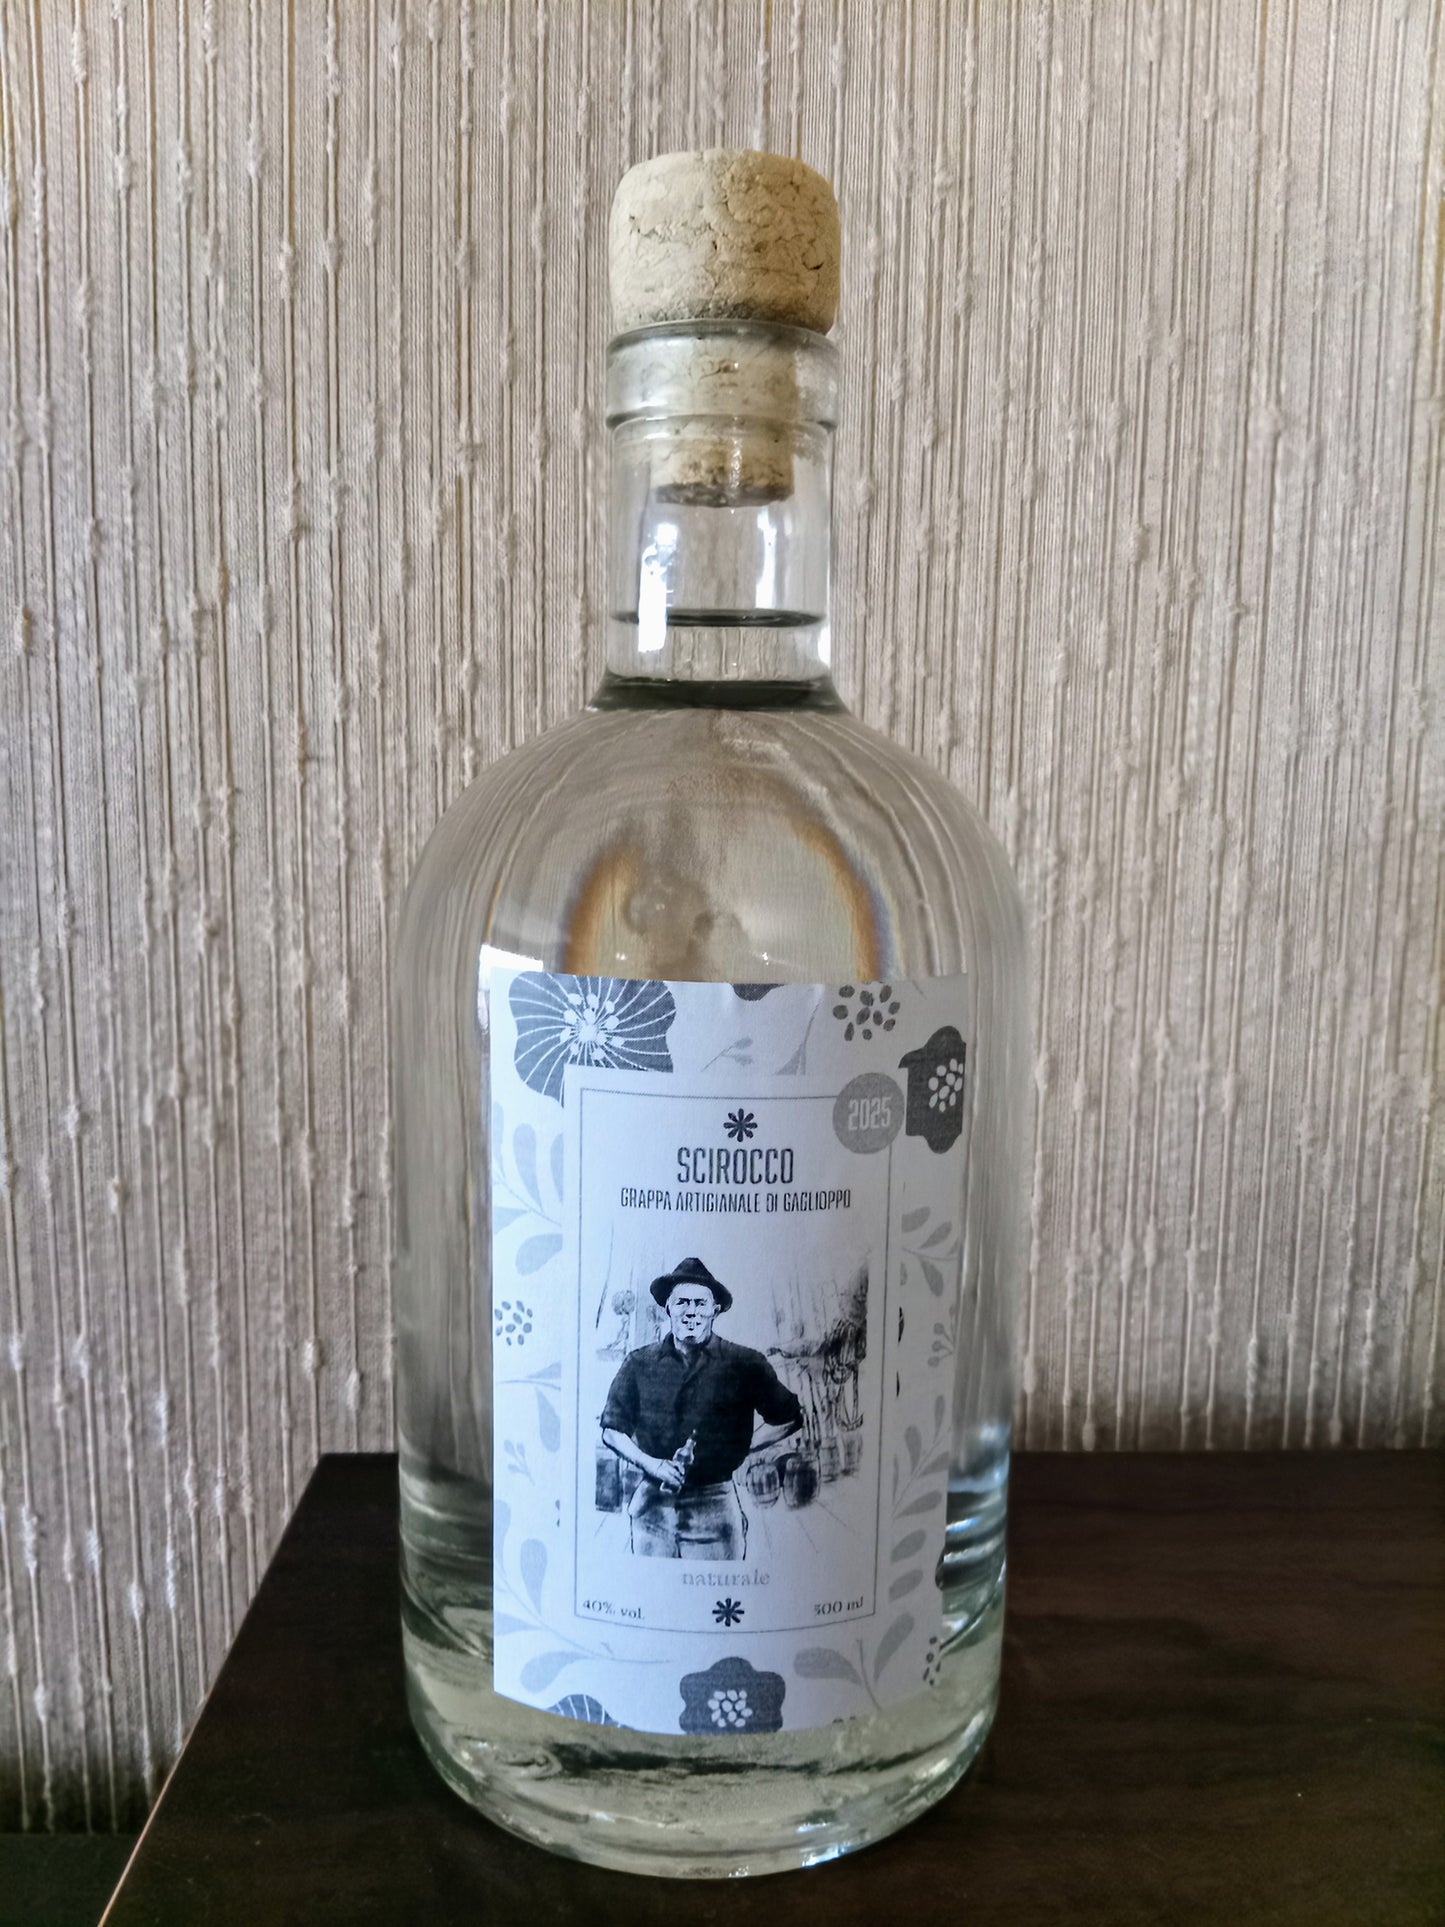 2025
SCIROCCO
GRAPPA ARTIGIANALE DI GAGLIOPPO
naturale
40% vol.
500 ml